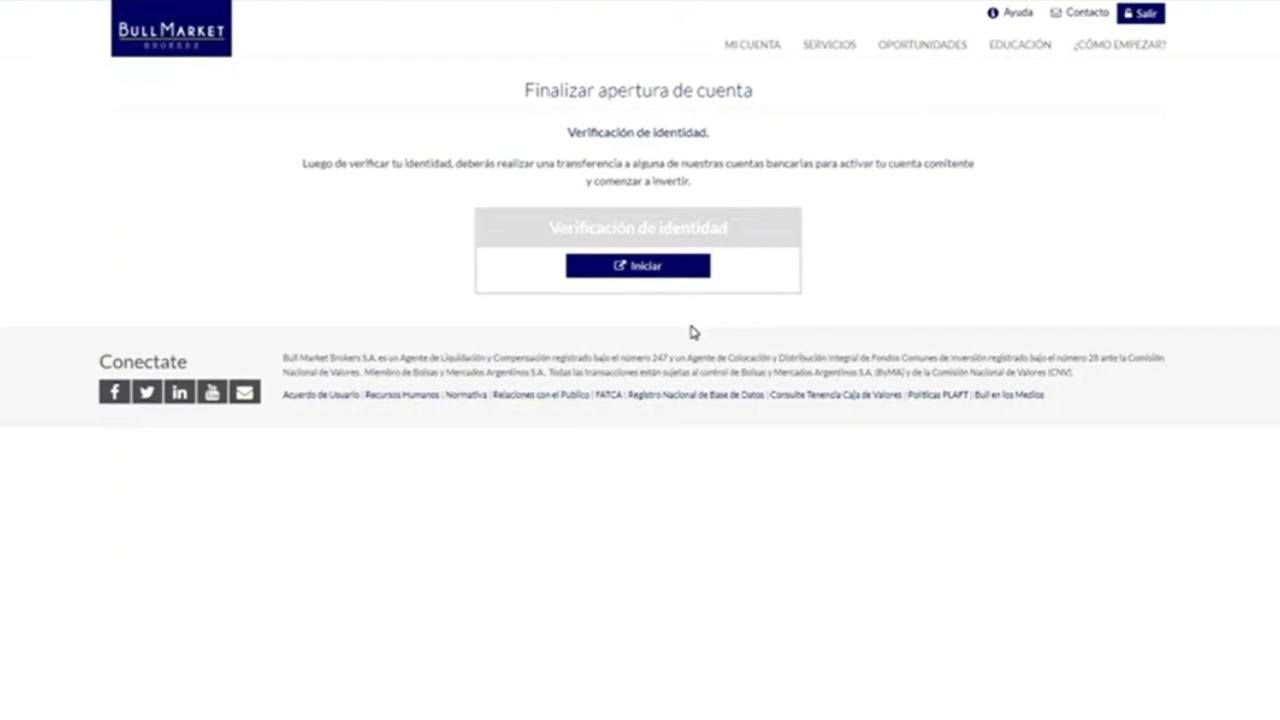 BULL MARKET
BROKERS
Ayuda
Contacto
Salir
MI CUENTA
SERVICIOS
OPORTUNIDADES
EDUCACIÓN
¿CÓMO EMPEZAR?
Finalizar apertura de cuenta
Verificación de identidad.
Luego de verificar tu identidad, deberás realizar una transferencia a alguna de nuestras cuentas bancarias para activar tu cuenta comitente
y comenzar a invertir.
Verificación de identidad
Iniciar
Conectate
Bull Market Brokers S.A. es un Agente de Liquidación y Compensación registrado bajo el número 247 y un Agente de Colocación y Distribución Integral de Fondos Comunes de Inversión registrado bajo el número 28 ante la Comisión
Nacional de Valores. Miembro de Bolsas y Mercados Argentinos S.A. Todas las transacciones están sujetas al control de Bolsas y Mercados Argentinos S.A. (ByMA) y de la Comisión Nacional de Valores (CNV).
Acuerdo de Usuario | Recursos Humanos | Normativa | Relaciones con el Publico | FATCA | Registro Nacional de Base de Datos | Consulte Tenencia Caja de Valores | Políticas PLAFT | Bull en los Medios